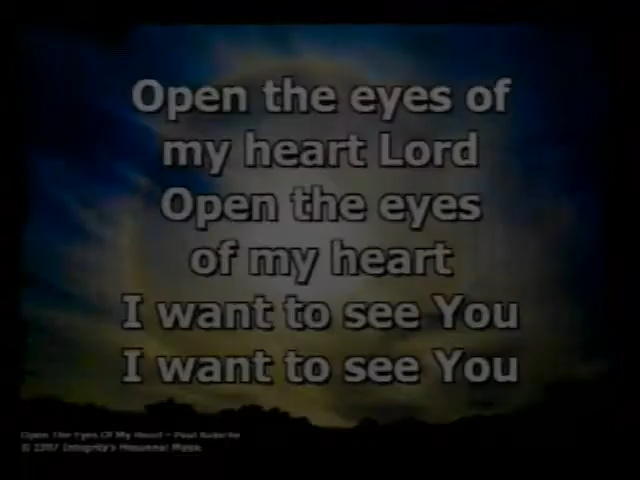 Open the eyes of
my heart Lord
Open the eyes
of my heart
I want to see You
I want to see You
Open The Eyes Of My Heart - Paul Baloche
© 1997 Integrity's Hosanna! Music